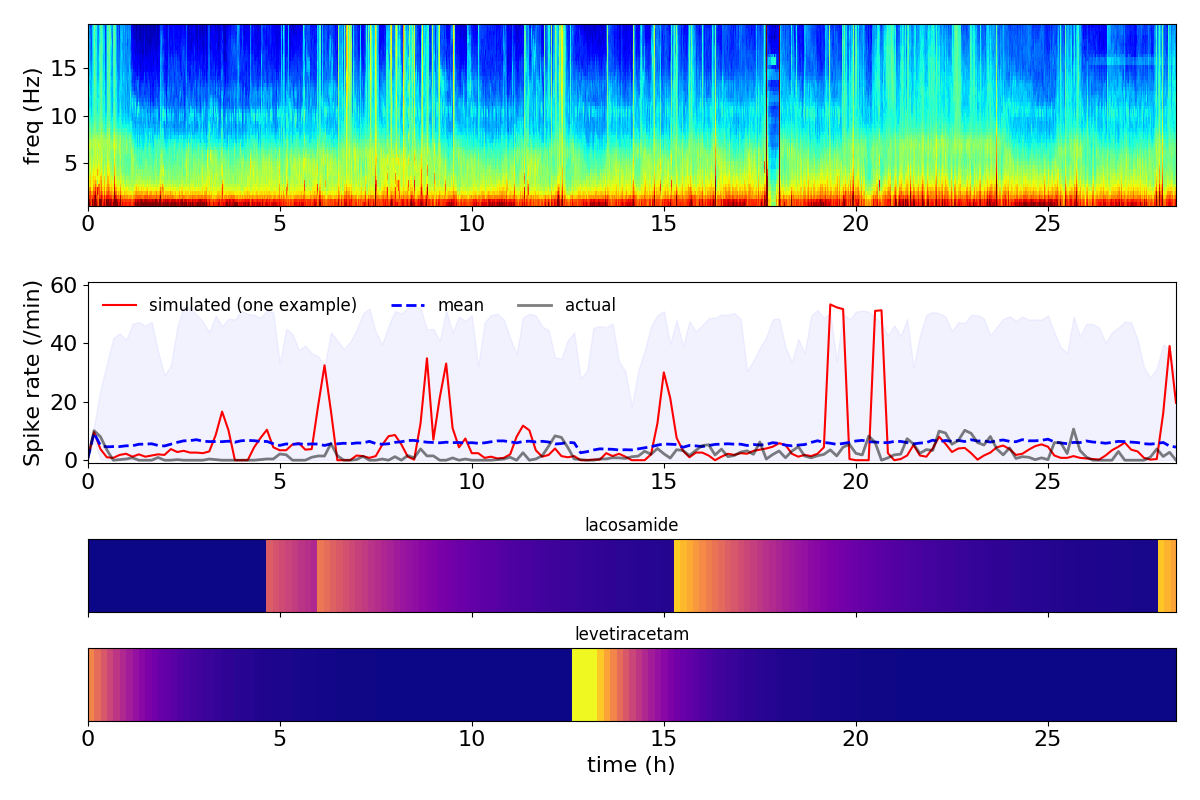 freq (Hz)
15
10
5
0 5 10 15 20 25
Spike rate (/min)
60
40
20
0
simulated (one example) mean actual
0 5 10 15 20 25
lacosamide
levetiracetam
0 5 10 15 20 25
time (h)